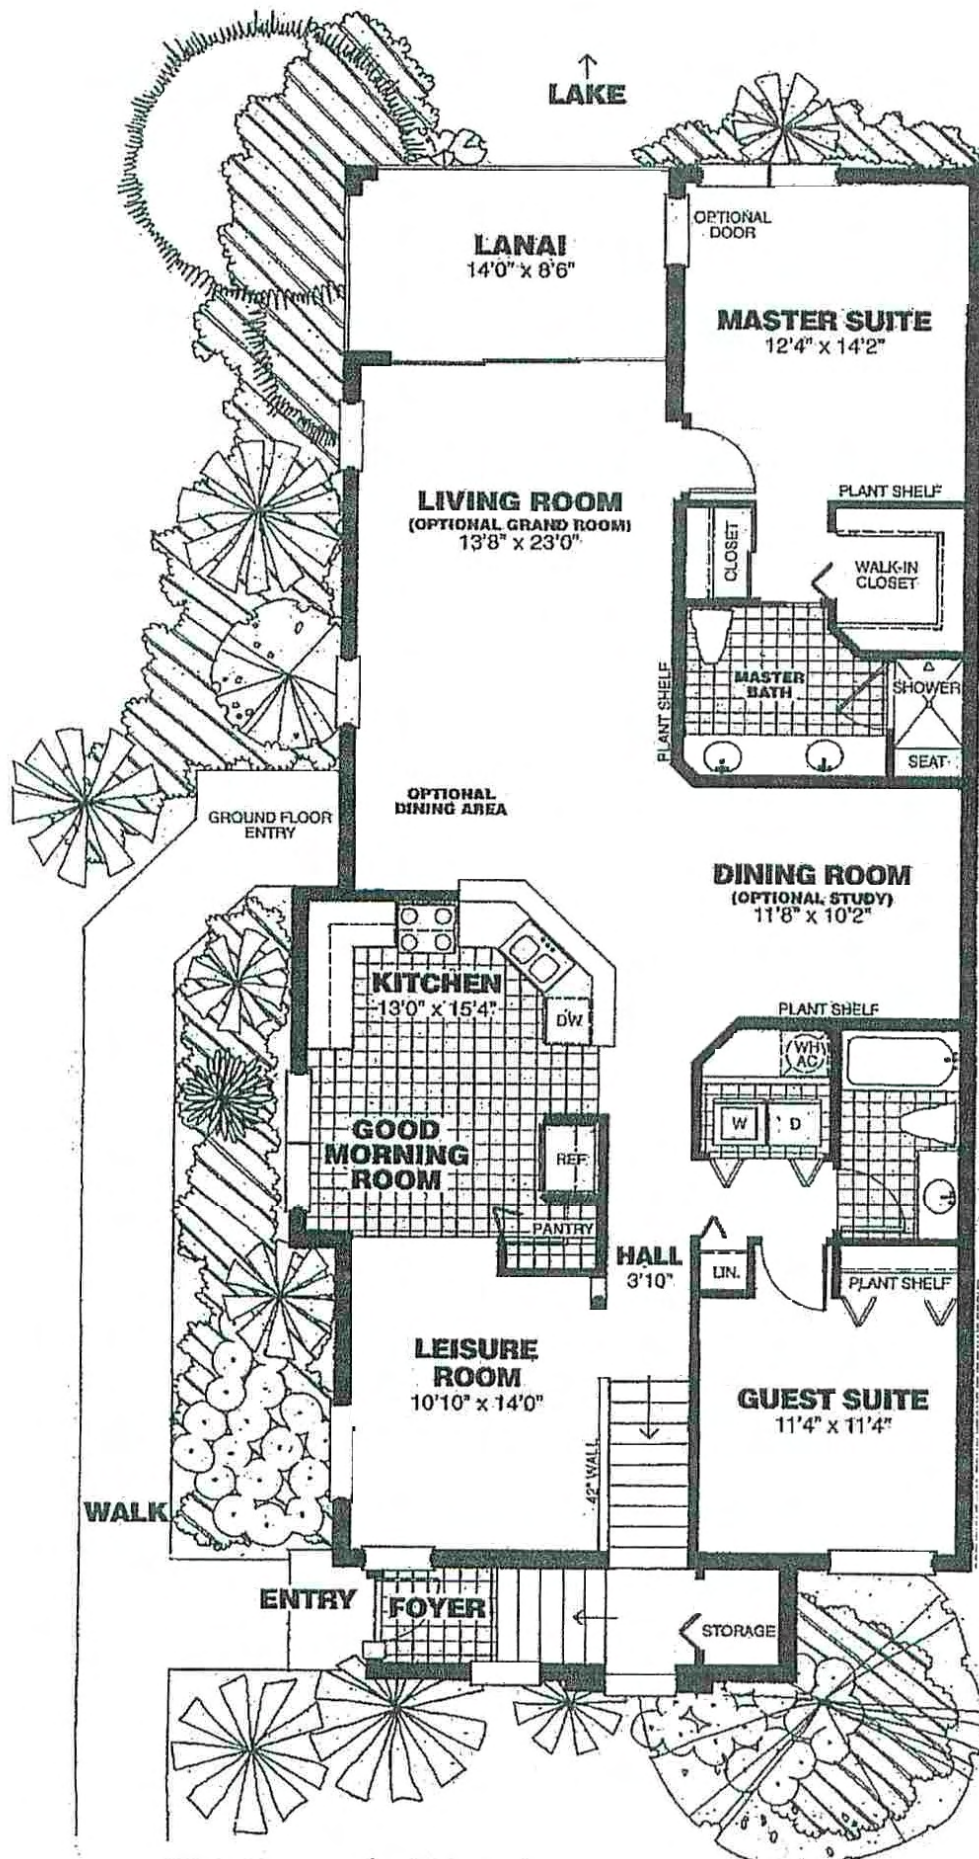 LAKE
OPTIONAL
DOOR
LANAI
14'0" x 8'6"
MASTER SUITE
12'4" x 14'2"
PLANT SHELF
LIVING ROOM
(OPTIONAL GRAND ROOM)
13'8" x 23'0"
CLOSET
WALK-IN
CLOSET
MASTER
BATH
PLANT SHELF
SHOWER
SEAT
OPTIONAL
DINING AREA
GROUND FLOOR
ENTRY
DINING ROOM
(OPTIONAL STUDY)
11'8" x 10'2"
KITCHEN
13'0" x 15'4"
DW.
PLANT SHELF
WH
AC
W
D
GOOD
MORNING
ROOM
REF.
PANTRY
HALL
3'10"
LIN.
PLANT SHELF
LEISURE
ROOM
10'10" x 14'0"
GUEST SUITE
11'4" x 11'4"
42" WALL
WALK
ENTRY
FOYER
STORAGE